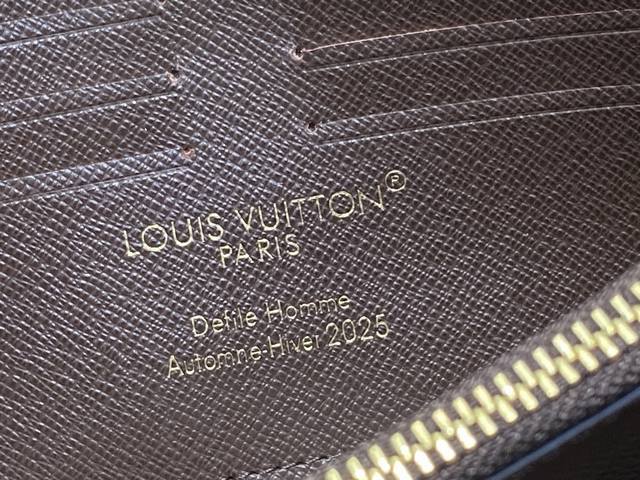 LOUIS VUITTON®
PARIS
Defile Homme
Automne-Hiver 2025